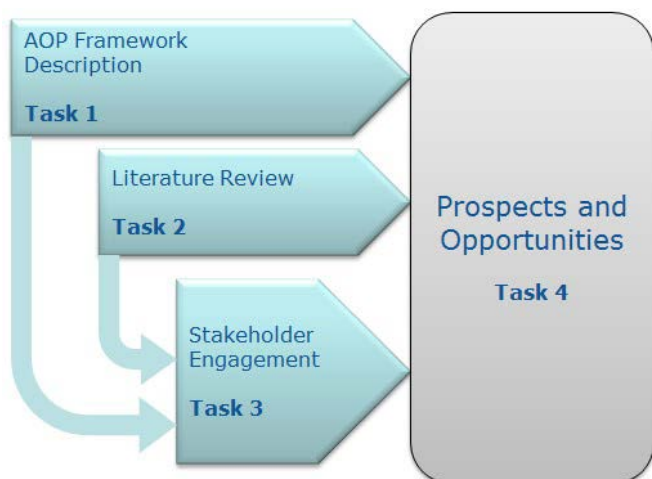 AOP Framework
Description
Task 1
Literature Review
Task 2
Stakeholder
Engagement
Task 3
Prospects and
Opportunities
Task 4